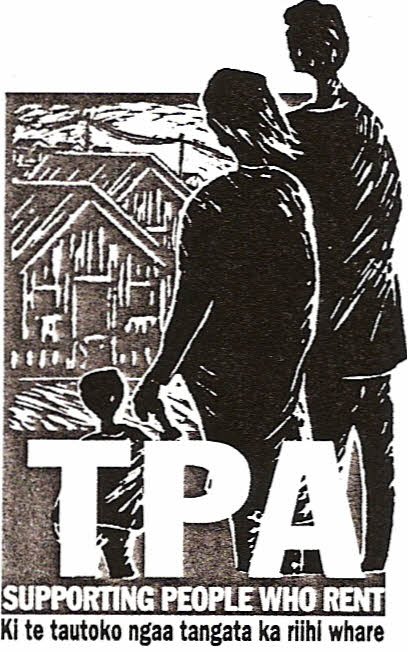 TPA
SUPPORTING PEOPLE WHO RENT
Ki te tautoko ngaa tangata ka riihi whare